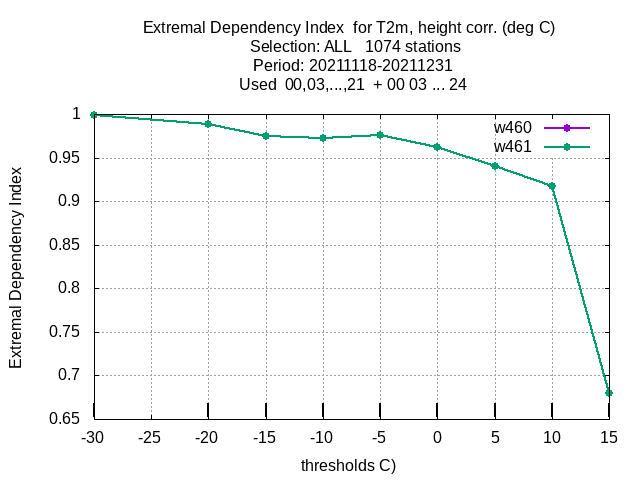 Extremal Dependency Index  for T2m, height corr. (deg C)
Selection: ALL   1074 stations
Period: 20211118-20211231
Used  00,03,...,21  + 00 03 ... 24
w460
w461
Extremal Dependency Index
1
0.95
0.9
0.85
0.8
0.75
0.7
0.65
-30 -25 -20 -15 -10 -5 0 5 10 15
thresholds C)